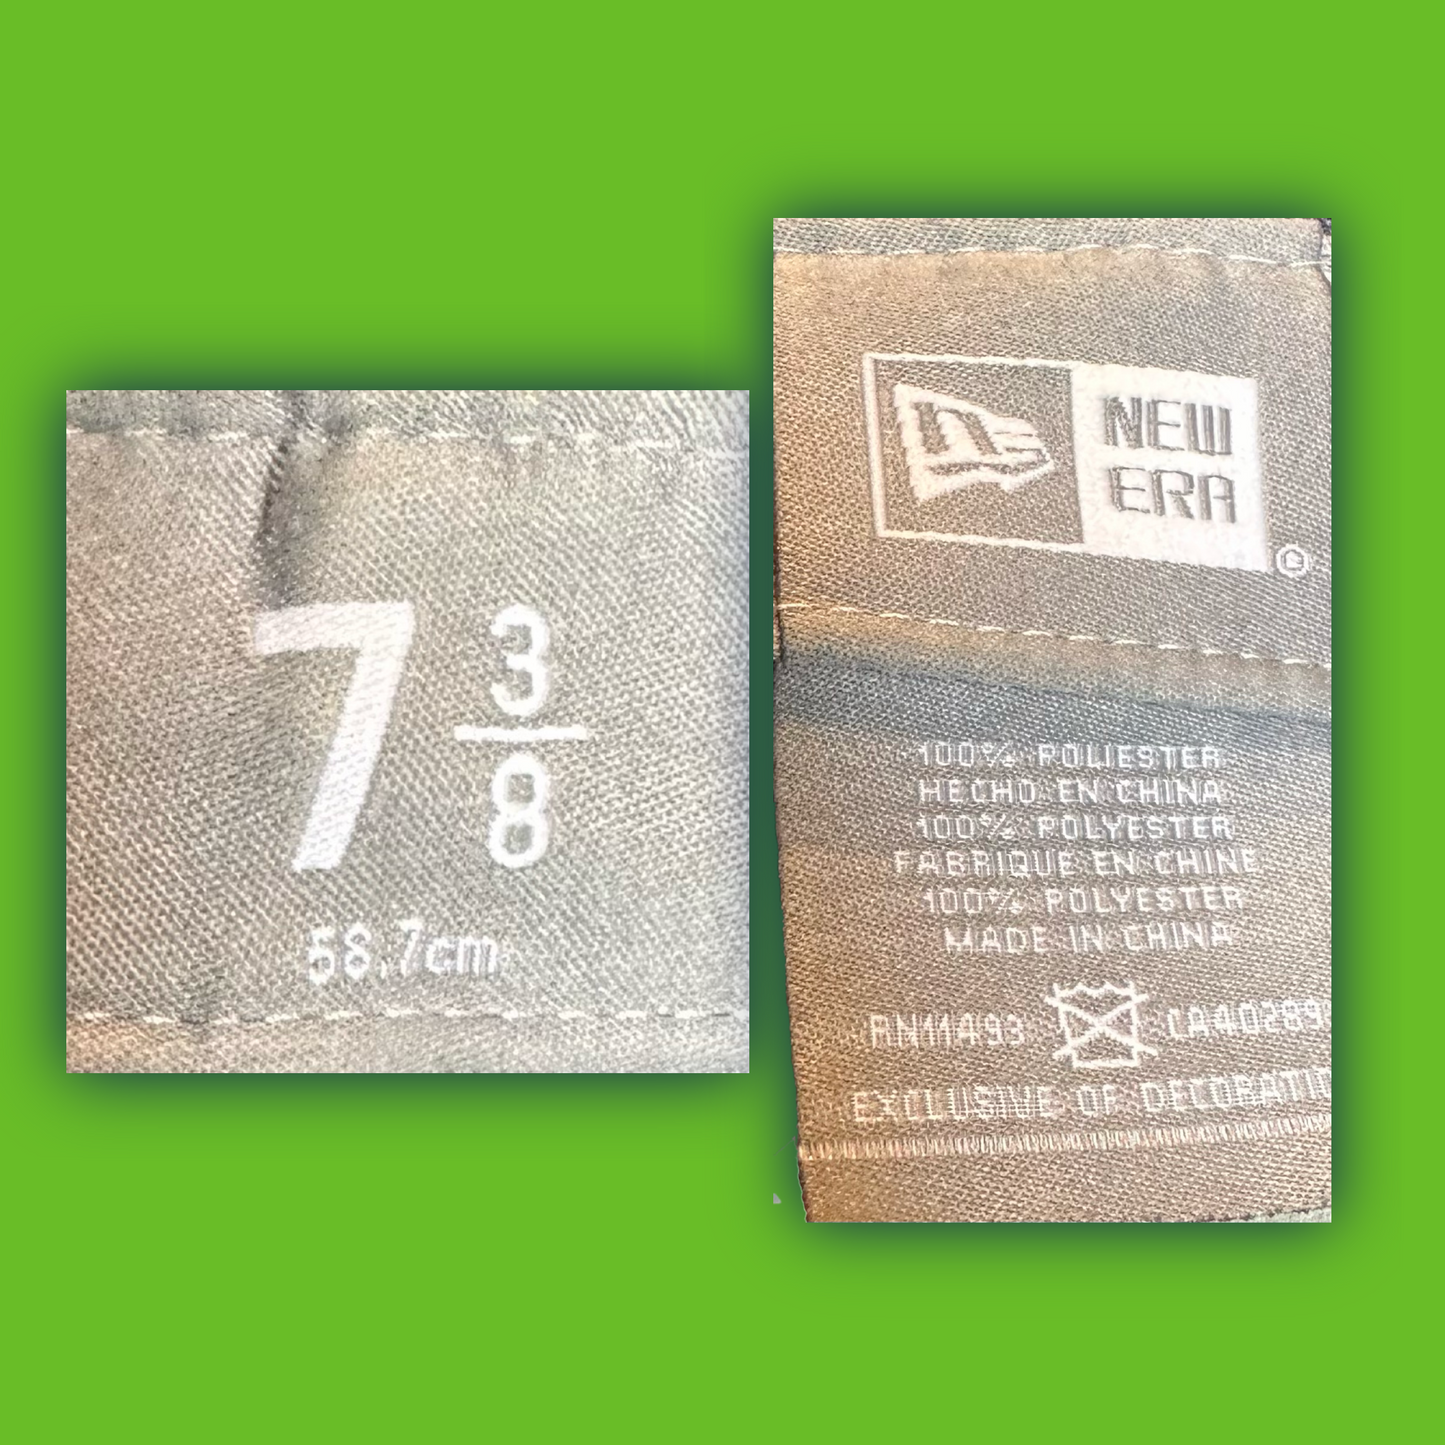 7 3/8
58.7cm
n
NEW
ERA
®
100% POLIESTER
HECHO EN CHINA
100% POLYESTER
FABRIQUE EN CHINE
100% POLYESTER
MADE IN CHINA
RN11493 CA40289
EXCLUSIVE OF